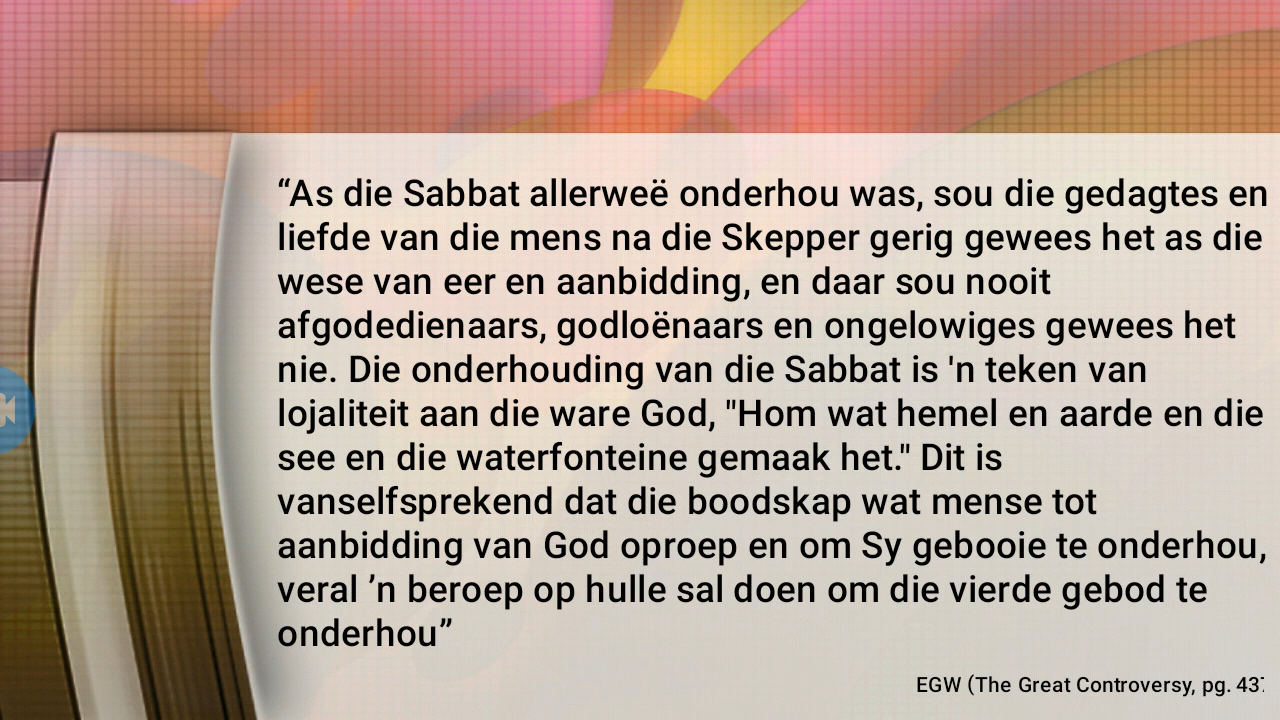 “As die Sabbat allerweë onderhou was, sou die gedagtes en
liefde van die mens na die Skepper gerig gewees het as die
wese van eer en aanbidding, en daar sou nooit
afgodedienaars, godloënaars en ongelowiges gewees het
nie. Die onderhouding van die Sabbat is 'n teken van
lojaliteit aan die ware God, "Hom wat hemel en aarde en die
see en die waterfonteine gemaak het." Dit is
vanselfsprekend dat die boodskap wat mense tot
aanbidding van God oproep en om Sy gebooie te onderhou,
veral ’n beroep op hulle sal doen om die vierde gebod te
onderhou”
EGW (The Great Controversy, pg.